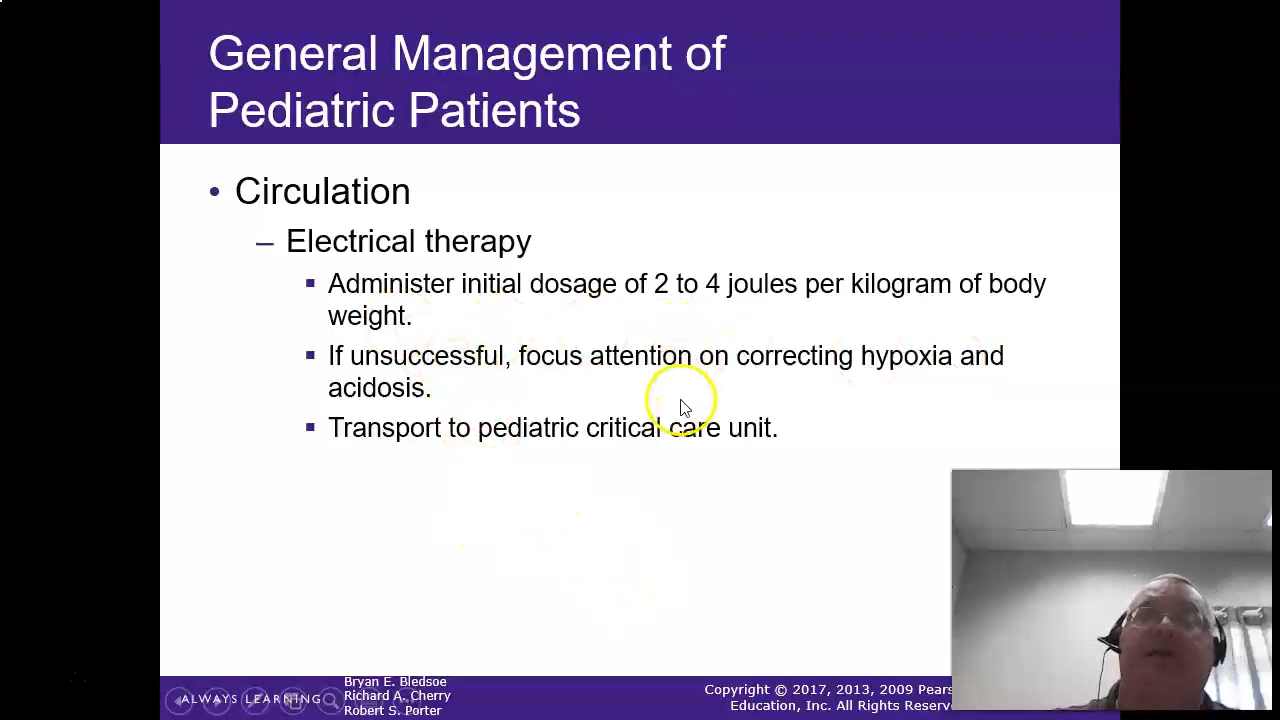 General Management of
Pediatric Patients
• Circulation
– Electrical therapy
▪ Administer initial dosage of 2 to 4 joules per kilogram of body
weight.
▪ If unsuccessful, focus attention on correcting hypoxia and
acidosis.
▪ Transport to pediatric critical care unit.
ALWAYS LEARNING
Bryan E. Bledsoe
Richard A. Cherry
Robert S. Porter
Copyright © 2017, 2013, 2009 Pears
Education, Inc. All Rights Reserve